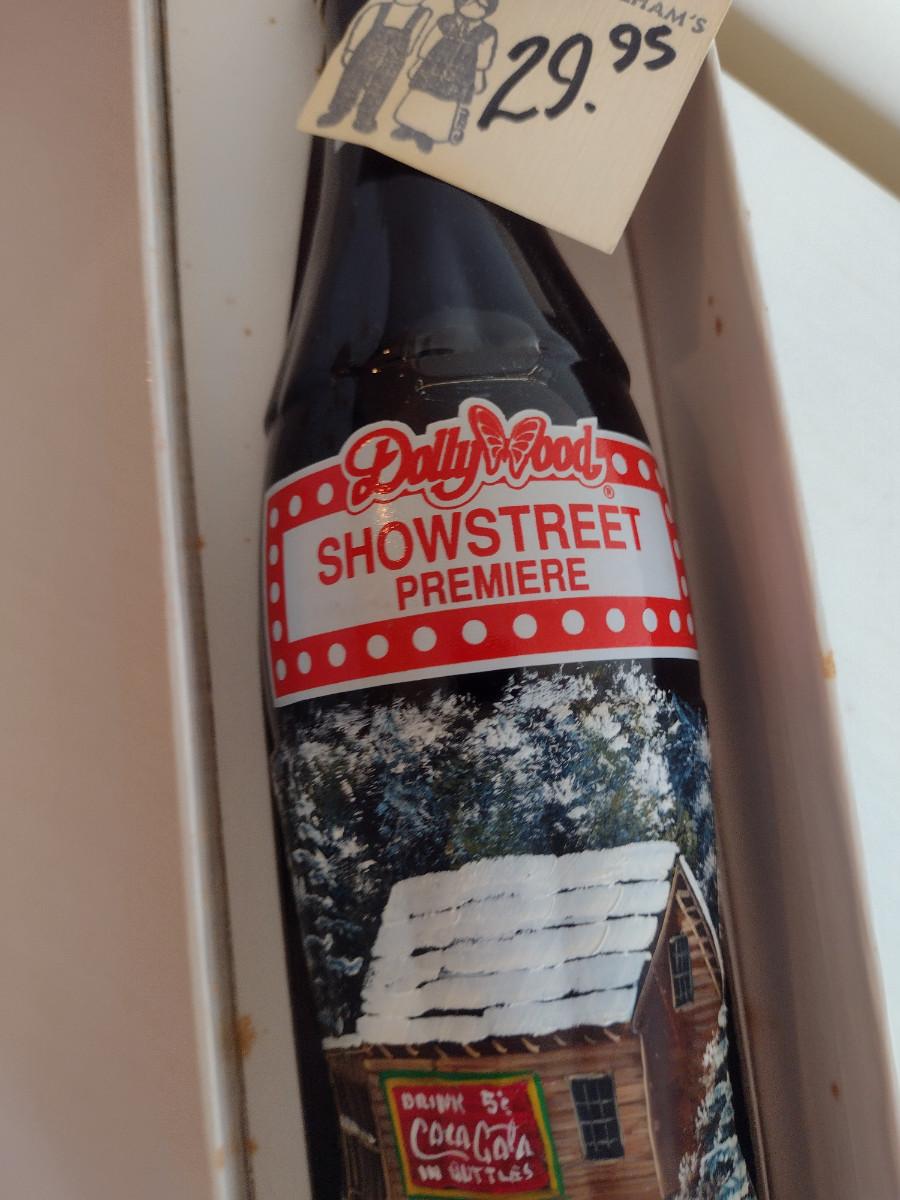 29.95
DollyWood®
SHOWSTREET
PREMIERE
DRINK 5¢
Coca Cola
IN BOTTLES